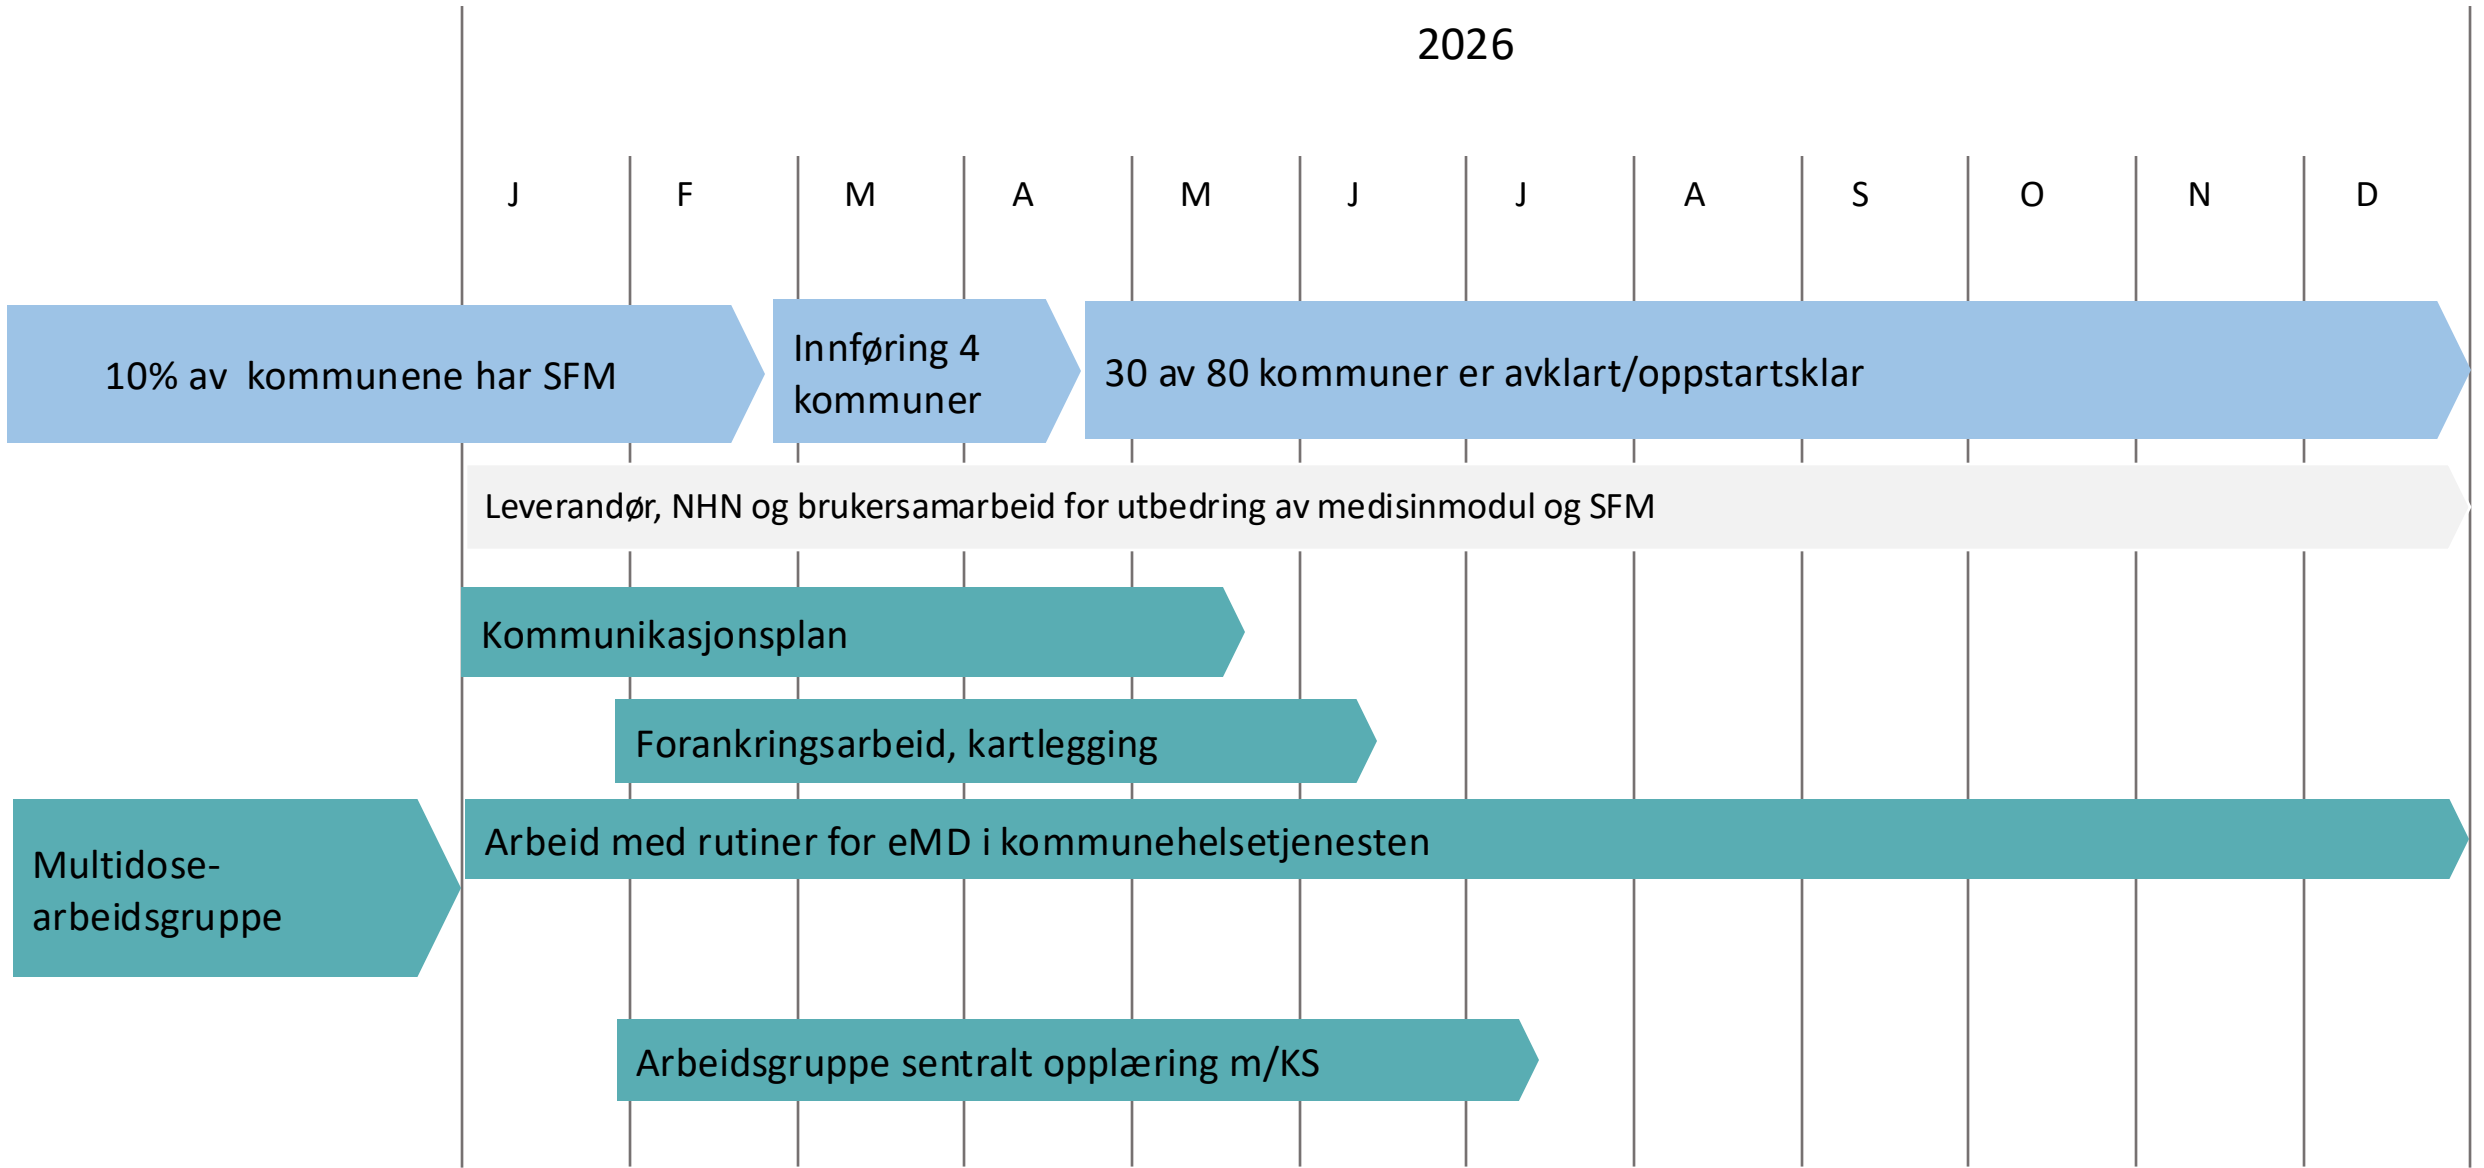 2026
J F M A M J J A S O N D
10% av kommunene har SFM
Innføring 4
kommuner
30 av 80 kommuner er avklart/oppstartsklar
Leverandør, NHN og brukersamarbeid for utbedring av medisinmodul og SFM
Kommunikasjonsplan
Forankringsarbeid, kartlegging
Multidose-
arbeidsgruppe
Arbeid med rutiner for eMD i kommunehelsetjenesten
Arbeidsgruppe sentralt opplæring m/KS